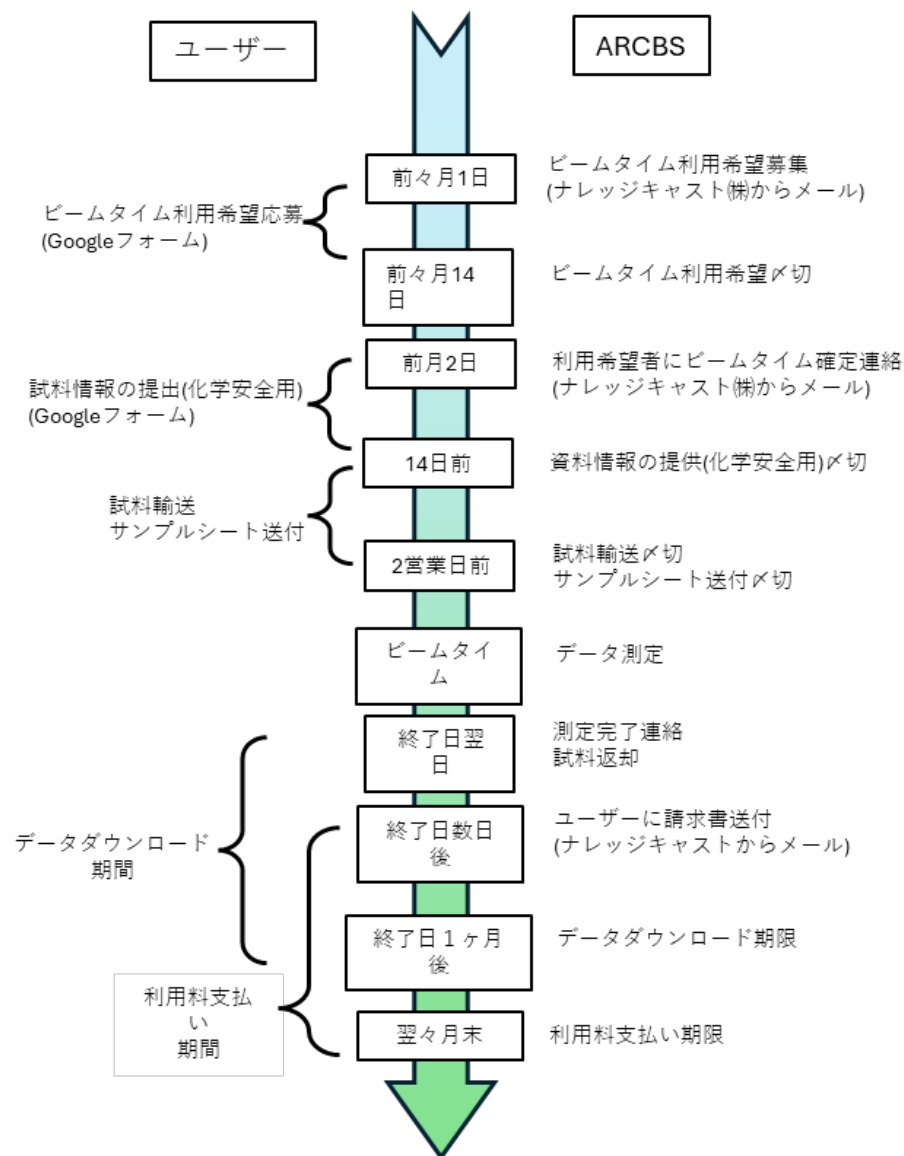 ユーザー
ARCBS
前々月1日
ビームタイム利用希望募集
(ナレッジキャスト㈱からメール)
ビームタイム利用希望応募
(Googleフォーム)
前々月14
日
ビームタイム利用希望〆切
前月2日
利用希望者にビームタイム確定連絡
(ナレッジキャスト㈱からメール)
試料情報の提出(化学安全用)
(Googleフォーム)
14日前
資料情報の提供(化学安全用)〆切
試料輸送
サンプルシート送付
2営業日前
試料輸送〆切
サンプルシート送付〆切
ビームタイ
ム
データ測定
終了日翌
日
測定完了連絡
試料返却
終了日数日
後
ユーザーに請求書送付
(ナレッジキャストからメール)
データダウンロード
期間
終了日１ヶ月
後
データダウンロード期限
利用料支払
い
期間
翌々月末
利用料支払い期限